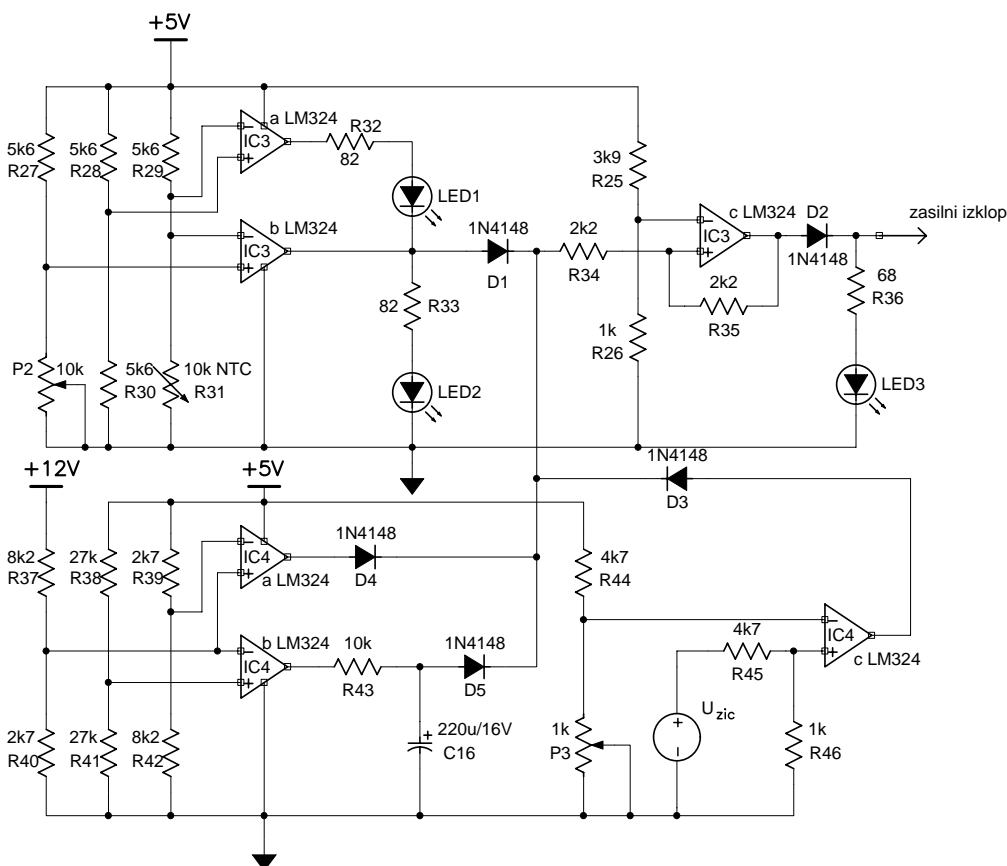 +5V
a LM324
IC3
R32
82
5k6
R27
5k6
R28
5k6
R29
LED1
3k9
R25
b LM324
IC3
1N4148
D1
2k2
R34
c LM324
IC3
D2
1N4148
zasilni izklop
2k2
R35
68
R36
82
R33
1k
R26
P2
10k
5k6
R30
10k NTC
R31
LED2
LED3
+12V
+5V
1N4148
D3
8k2
R37
27k
R38
2k7
R39
IC4
a LM324
1N4148
D4
4k7
R44
b LM324
IC4
10k
R43
1N4148
D5
4k7
R45
IC4
c LM324
U zic
2k7
R40
27k
R41
8k2
R42
+
220u/16V
C16
1k
P3
1k
R46